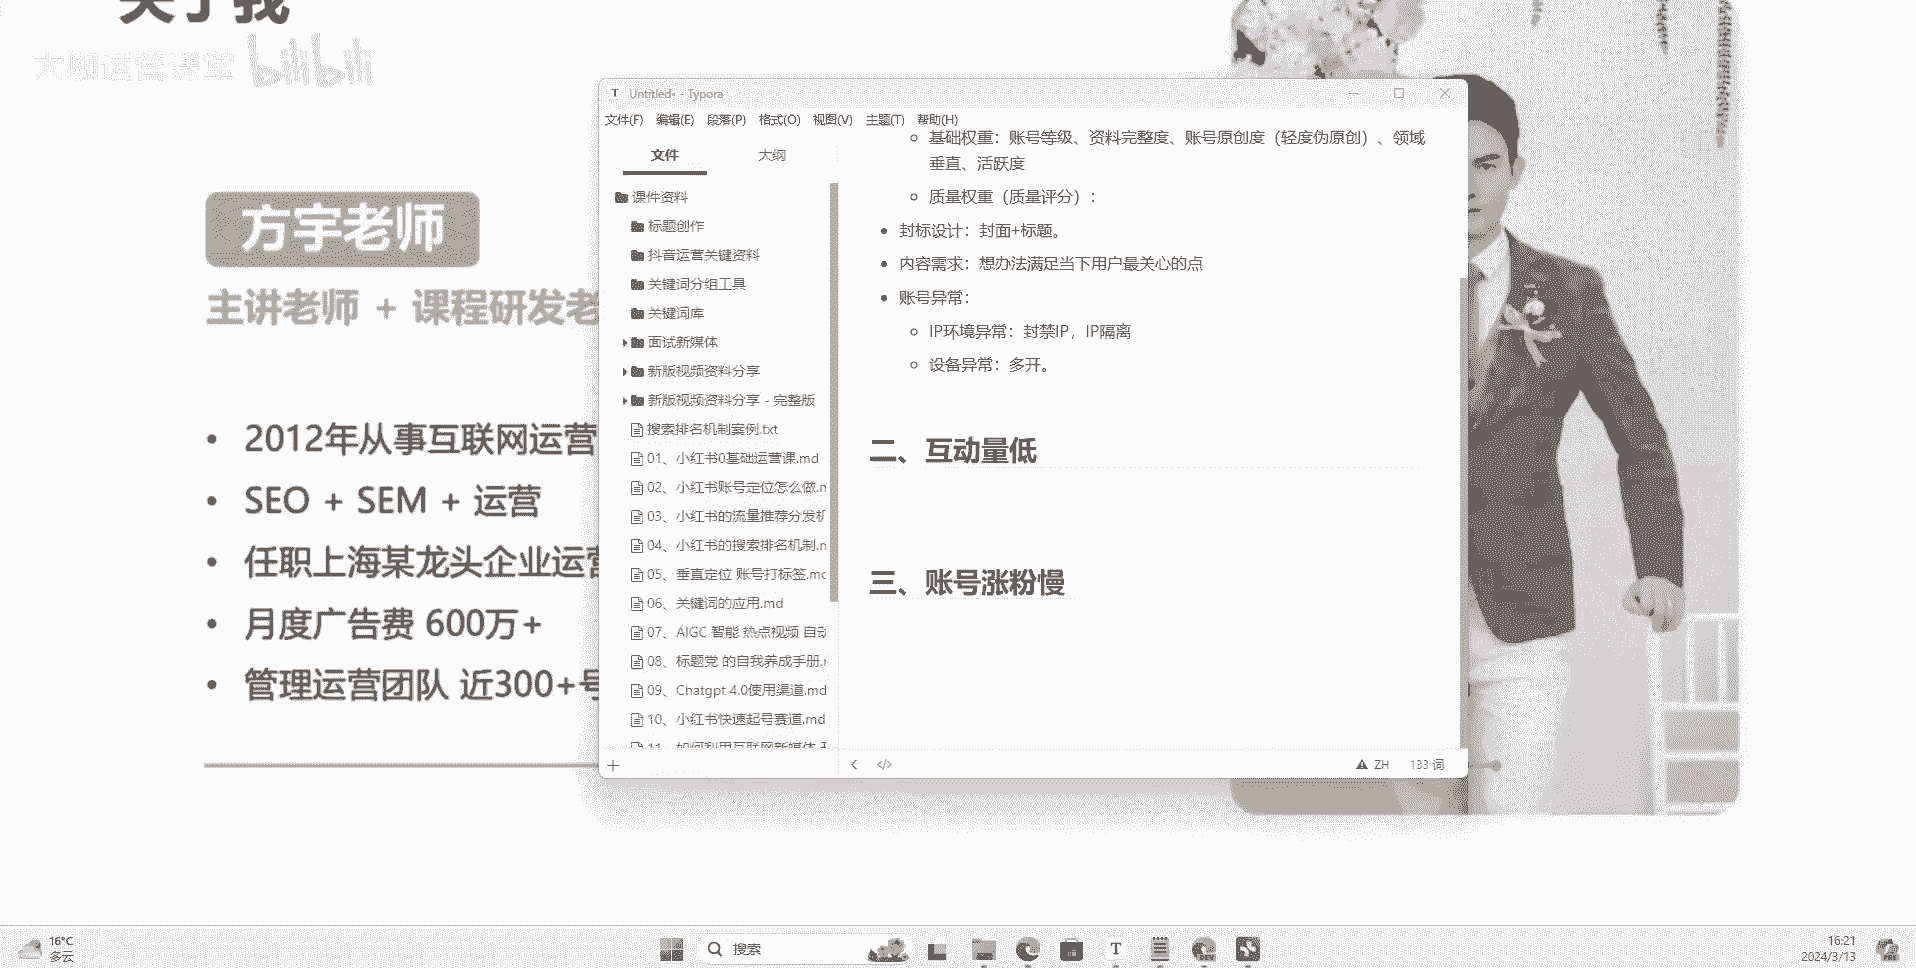 关于我
大咖运营课堂 bilibili
方宇老师
主讲老师 + 课程研发老
• 2012年从事互联网运营
• SEO + SEM + 运营
• 任职上海某龙头企业运营
• 月度广告费 600万+
• 管理运营团队 近300+号
T Untitled• - Typora
文件(F) 编辑(E) 段落(P) 格式(O) 视图(V) 主题(T) 帮助(H)
文件 大纲
课件资料
标题创作
抖音运营关键资料
关键词分组工具
关键词库
面试新媒体
新版视频资料分享
新版视频资料分享 - 完整版
搜索排名机制案例.txt
01、小红书0基础运营课.md
02、小红书账号定位怎么做.m
03、小红书的流量推荐分发机
04、小红书的搜索排名机制.m
05、垂直定位 账号打标签.md
06、关键词的应用.md
07、AIGC 智能 热点视频 自动
08、标题党 的自我养成手册.m
09、Chatgpt 4.0使用渠道.md
10、小红书快速起号赛道.md
11、如何利用互联网新媒体
基础权重：账号等级、资料完整度、账号原创度（轻度伪原创）、领域
垂直、活跃度
质量权重（质量评分）：
• 封标设计：封面+标题。
• 内容需求：想办法满足当下用户最关心的点
• 账号异常：
IP环境异常：封禁IP，IP隔离
设备异常：多开。
二、互动量低
三、账号涨粉慢
ZH 133 词
16°C
多云
搜索
16:21
2024/3/13